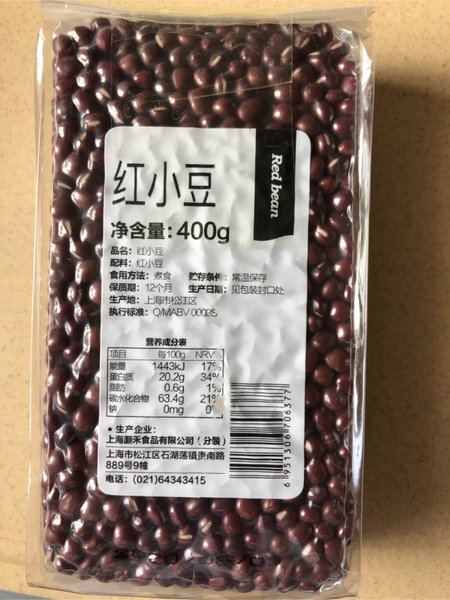 Red bean
红小豆
净含量: 400g
品名: 红小豆
配料: 红小豆
食用方法: 煮食 贮存条件: 常温保存
保质期: 12个月 生产日期: 见包装封口处
生产地: 上海市松江区
执行标准: Q/MABV 0003S
营养成分表
项目 每100g NRV%
能量 1443kJ 17%
蛋白质 20.2g 34%
脂肪 0.6g 1%
碳水化合物 63.4g 21%
钠 0mg 0%
• 生产企业:
上海灏禾食品有限公司 (分装)
上海市松江区石湖荡镇贵南路
889号9幢
电话: (021)64343415
6951306706377